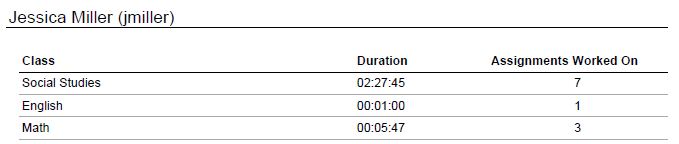 Jessica Miller (jmiller)
Class Duration Assignments Worked On
Social Studies 02:27:45 7
English 00:01:00 1
Math 00:05:47 3